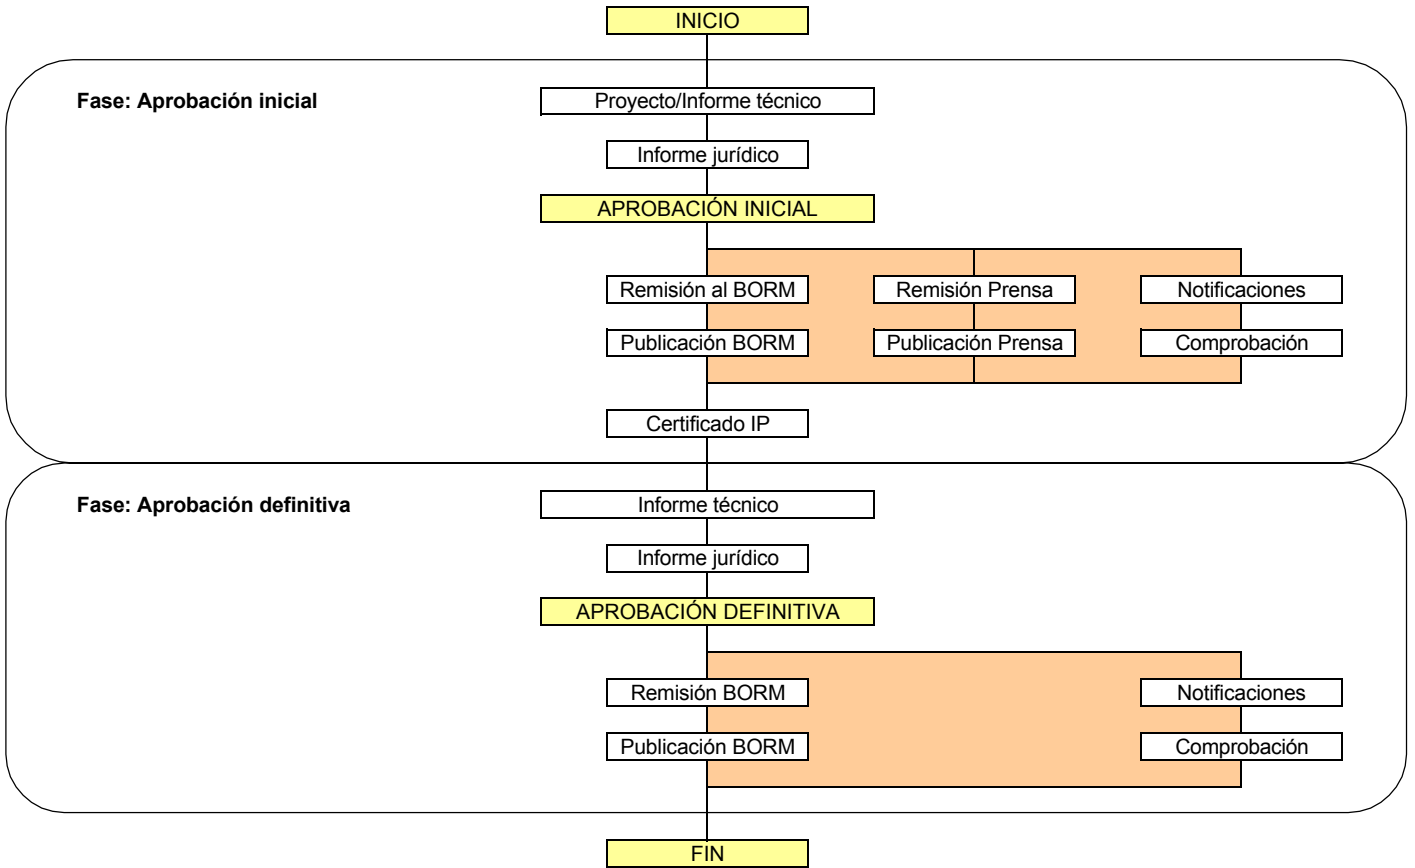 INICIO
Fase: Aprobación inicial
Proyecto/Informe técnico
Informe jurídico
APROBACIÓN INICIAL
Remisión al BORM
Remisión Prensa
Notificaciones
Publicación BORM
Publicación Prensa
Comprobación
Certificado IP
Fase: Aprobación definitiva
Informe técnico
Informe jurídico
APROBACIÓN DEFINITIVA
Remisión BORM
Notificaciones
Publicación BORM
Comprobación
FIN